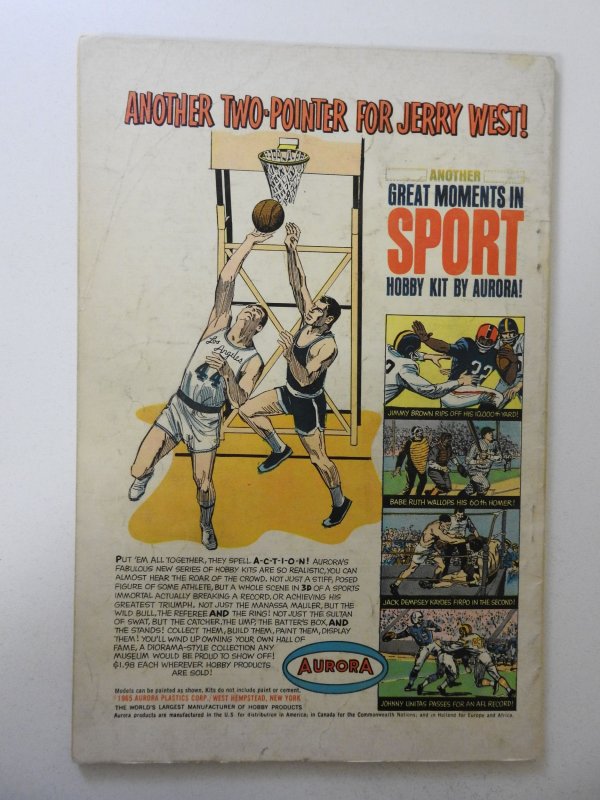 ANOTHER TWO-POINTER FOR JERRY WEST!
ANOTHER
GREAT MOMENTS IN
SPORT
HOBBY KIT BY AURORA!
Los Angeles
44
32
JIMMY BROWN RIPS OFF HIS 10,000th YARD!
BABE RUTH WALLOPS HIS 60th HOMER!
JACK DEMPSEY KAYOES FIRPO IN THE SECOND!
JOHNNY UNITAS PASSES FOR AN AFL RECORD!
PUT 'EM ALL TOGETHER, THEY SPELL A-C-T-I-O-N! AURORA'S
FABULOUS NEW SERIES OF HOBBY KITS ARE SO REALISTIC, YOU CAN
ALMOST HEAR THE ROAR OF THE CROWD. NOT JUST A STIFF, POSED
FIGURE OF SOME ATHLETE, BUT A WHOLE SCENE IN 3D OF A SPORTS
IMMORTAL ACTUALLY BREAKING A RECORD, OR ACHIEVING HIS
GREATEST TRIUMPH. NOT JUST THE MANASSA MAULER, BUT THE
WILD BULL, THE REFEREE AND THE RING! NOT JUST THE SULTAN
OF SWAT, BUT THE CATCHER, THE UMP, THE BATTER'S BOX, AND
THE STANDS! COLLECT THEM, BUILD THEM, PAINT THEM, DISPLAY
THEM! YOU'LL WIND UP OWNING YOUR OWN HALL OF
FAME, A DIORAMA-STYLE COLLECTION ANY
MUSEUM WOULD BE PROUD TO SHOW OFF!
$1.98 EACH WHEREVER HOBBY PRODUCTS
ARE SOLD!
AURORA
Models can be painted as shown. Kits do not include paint or cement.
©1965 AURORA PLASTICS CORP., WEST HEMPSTEAD, NEW YORK
THE WORLD'S LARGEST MANUFACTURER OF HOBBY PRODUCTS
Aurora products are manufactured in the U.S. for distribution in America; in Canada for the Commonwealth Nations; and in Holland for Europe and Africa.